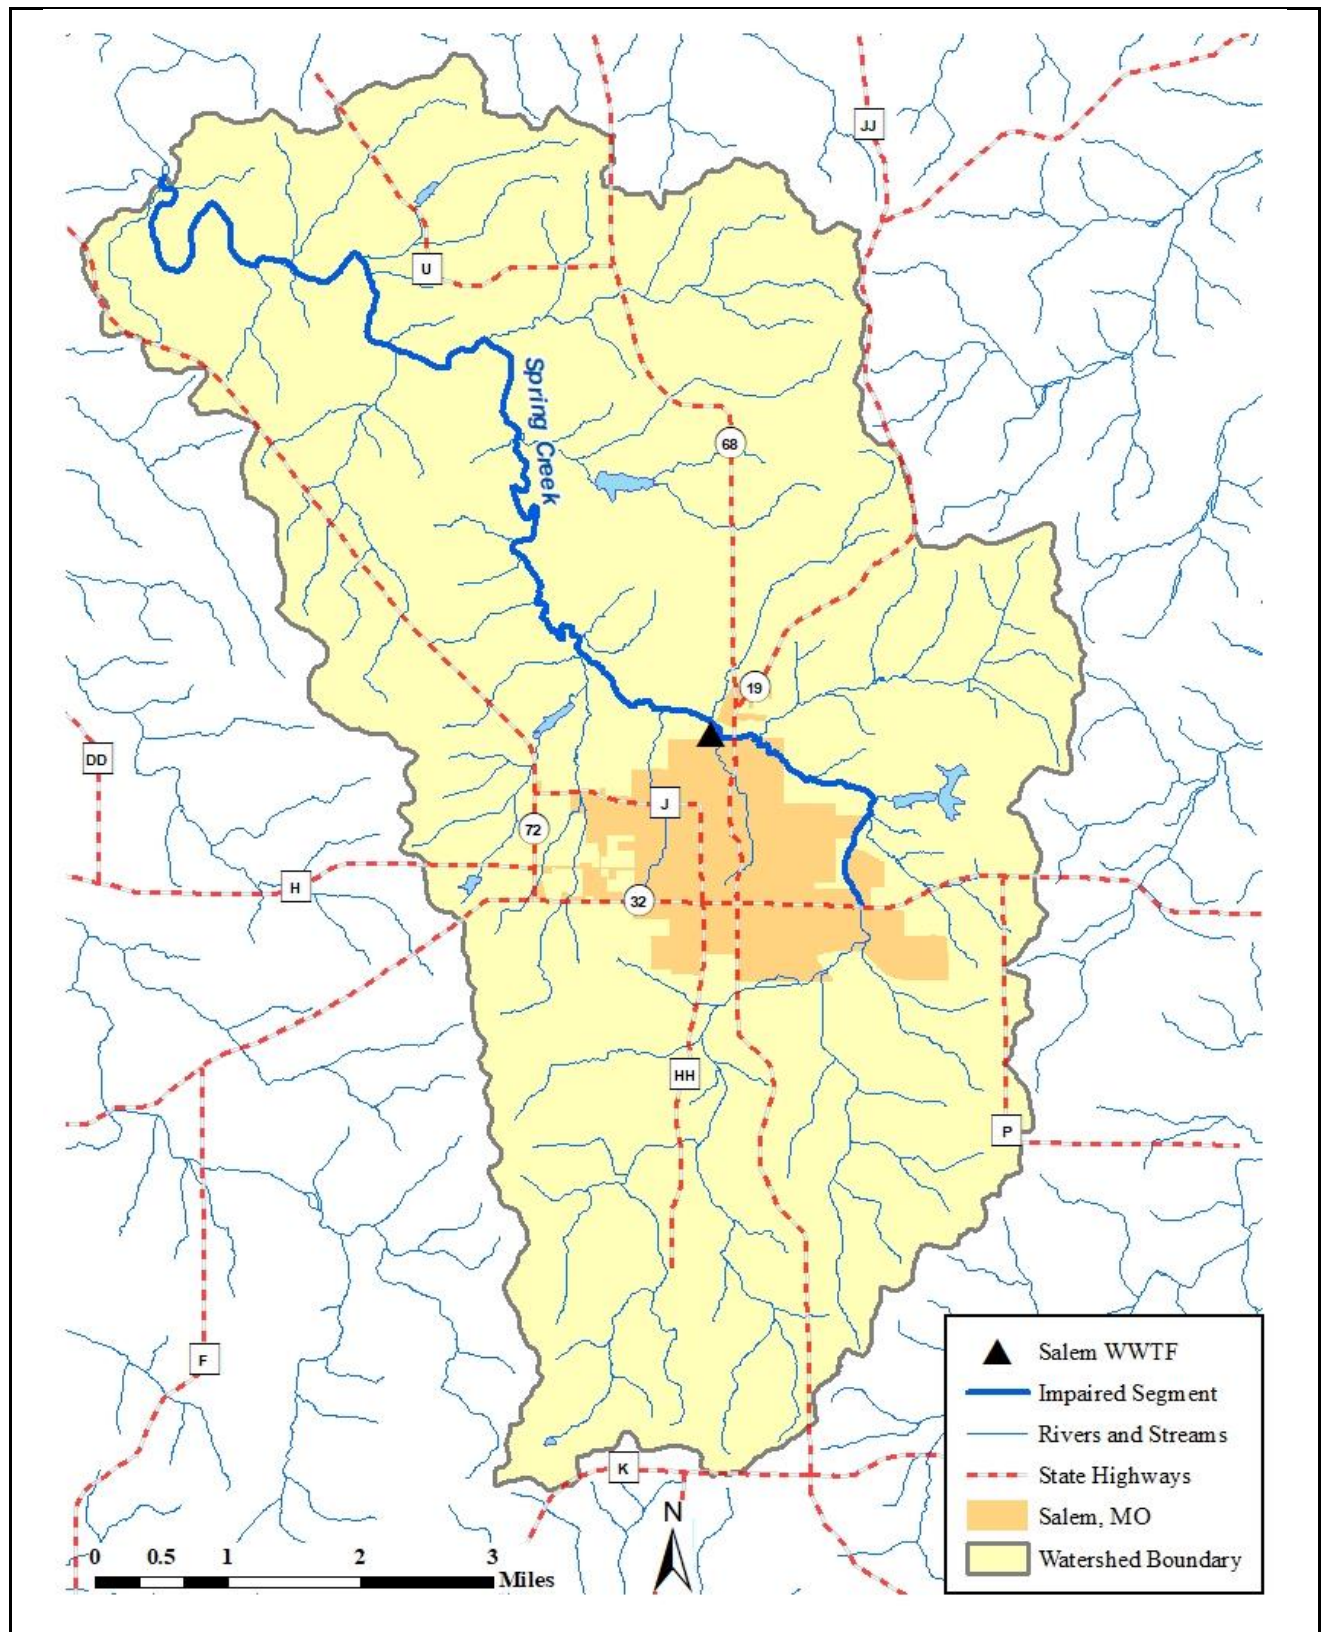 JJ
U
Spring Creek
68
19
DD
J
72
H
32
HH
P
F
K
N
Salem WWTF
Impaired Segment
Rivers and Streams
State Highways
Salem, MO
Watershed Boundary
0 0.5 1 2 3
Miles